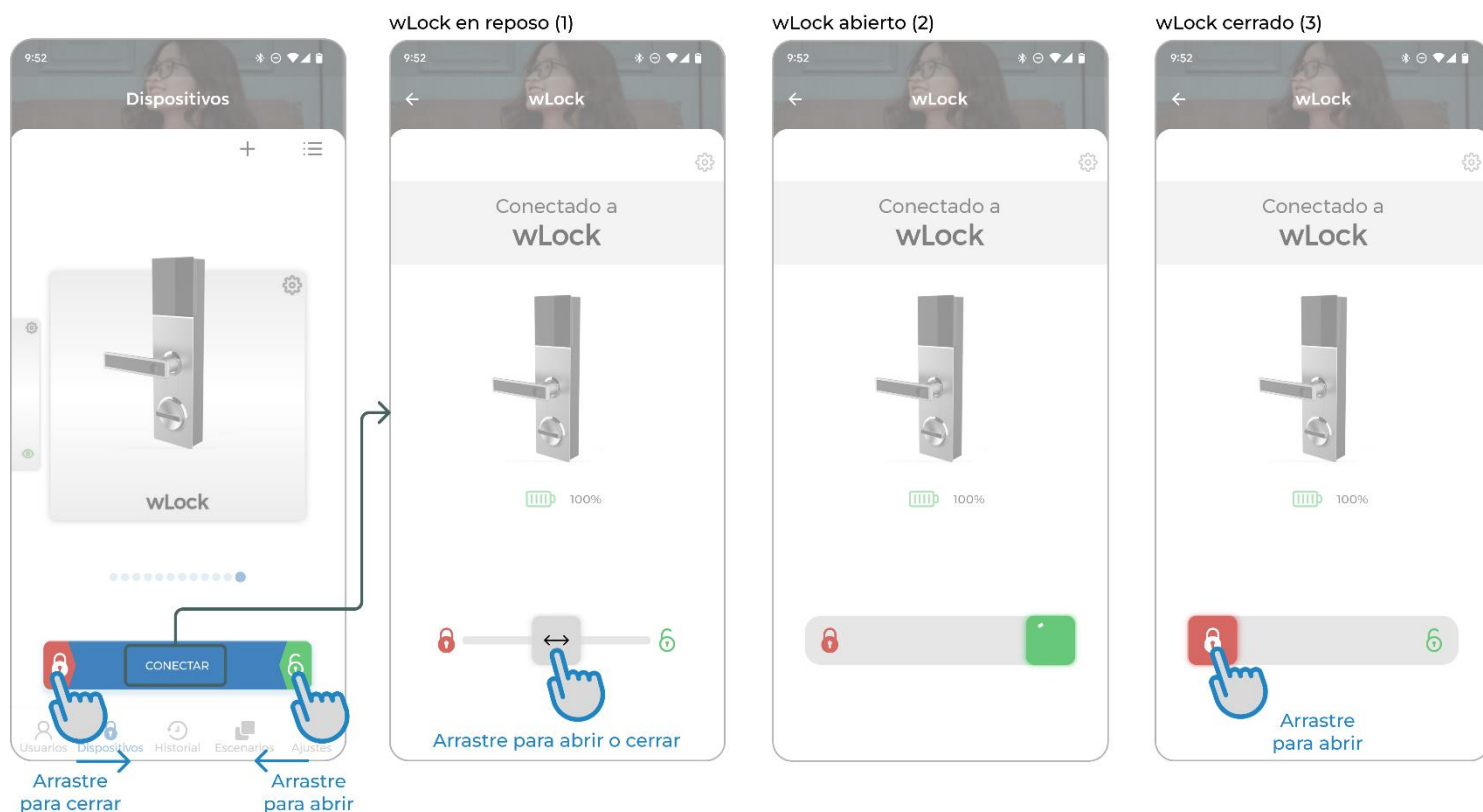 wLock en reposo (1)
wLock abierto (2)
wLock cerrado (3)
9:52
Dispositivos
wLock
CONECTAR
Usuarios
Dispositivos
Historial
Escenarios
Ajustes
Arrastre
para cerrar
Arrastre
para abrir
9:52
wLock
Conectado a
wLock
100%
Arrastre para abrir o cerrar
9:52
wLock
Conectado a
wLock
100%
9:52
wLock
Conectado a
wLock
100%
Arrastre
para abrir